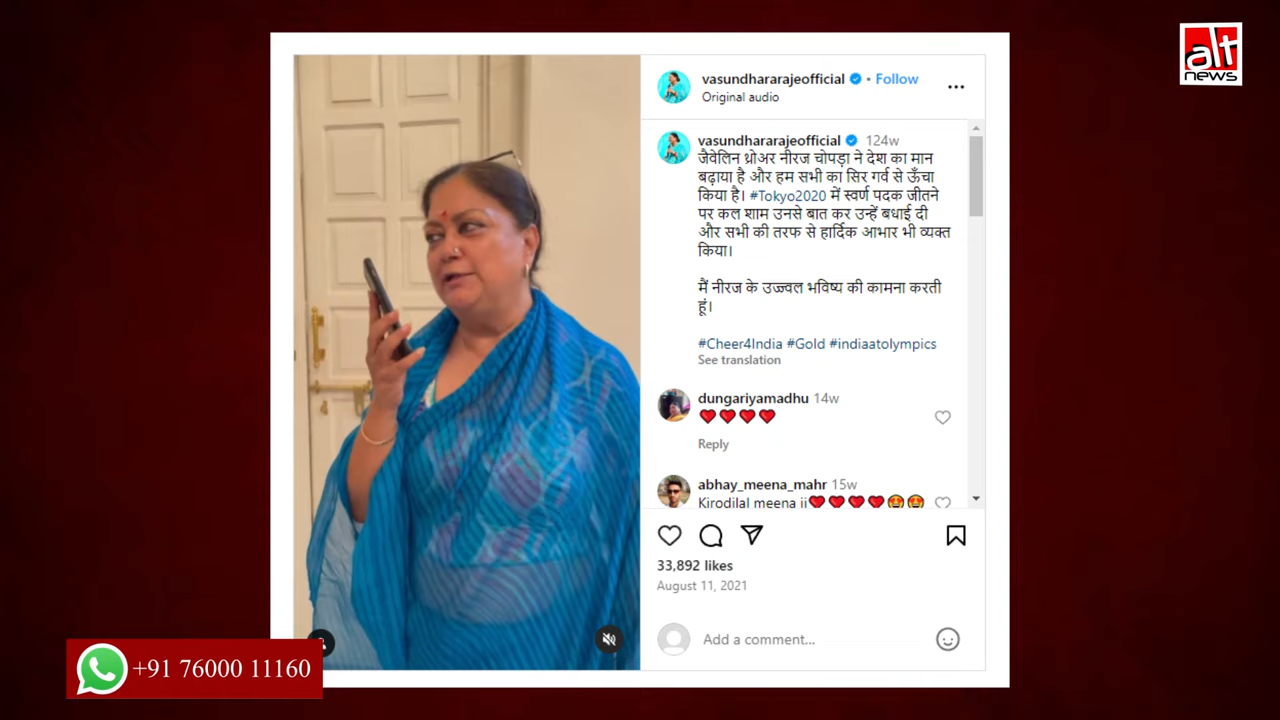 alt
news
vasundhararajeofficial • Follow
Original audio
vasundhararajeofficial 124w
जैवेलिन थ्रोअर नीरज चोपड़ा ने देश का मान
बढ़ाया है और हम सभी का सिर गर्व से ऊँचा
किया है। #Tokyo2020 में स्वर्ण पदक जीतने
पर कल शाम उनसे बात कर उन्हें बधाई दी
और सभी की तरफ से हार्दिक आभार भी व्यक्त
किया।
मैं नीरज के उज्ज्वल भविष्य की कामना करती
हूं।
#Cheer4India #Gold #indiaatolympics
See translation
dungariyamadhu 14w
❤❤❤❤
Reply
abhay_meena_mahr 15w
Kirodilal meena ji❤❤❤❤😍😍
33,892 likes
August 11, 2021
Add a comment...
+91 76000 11160